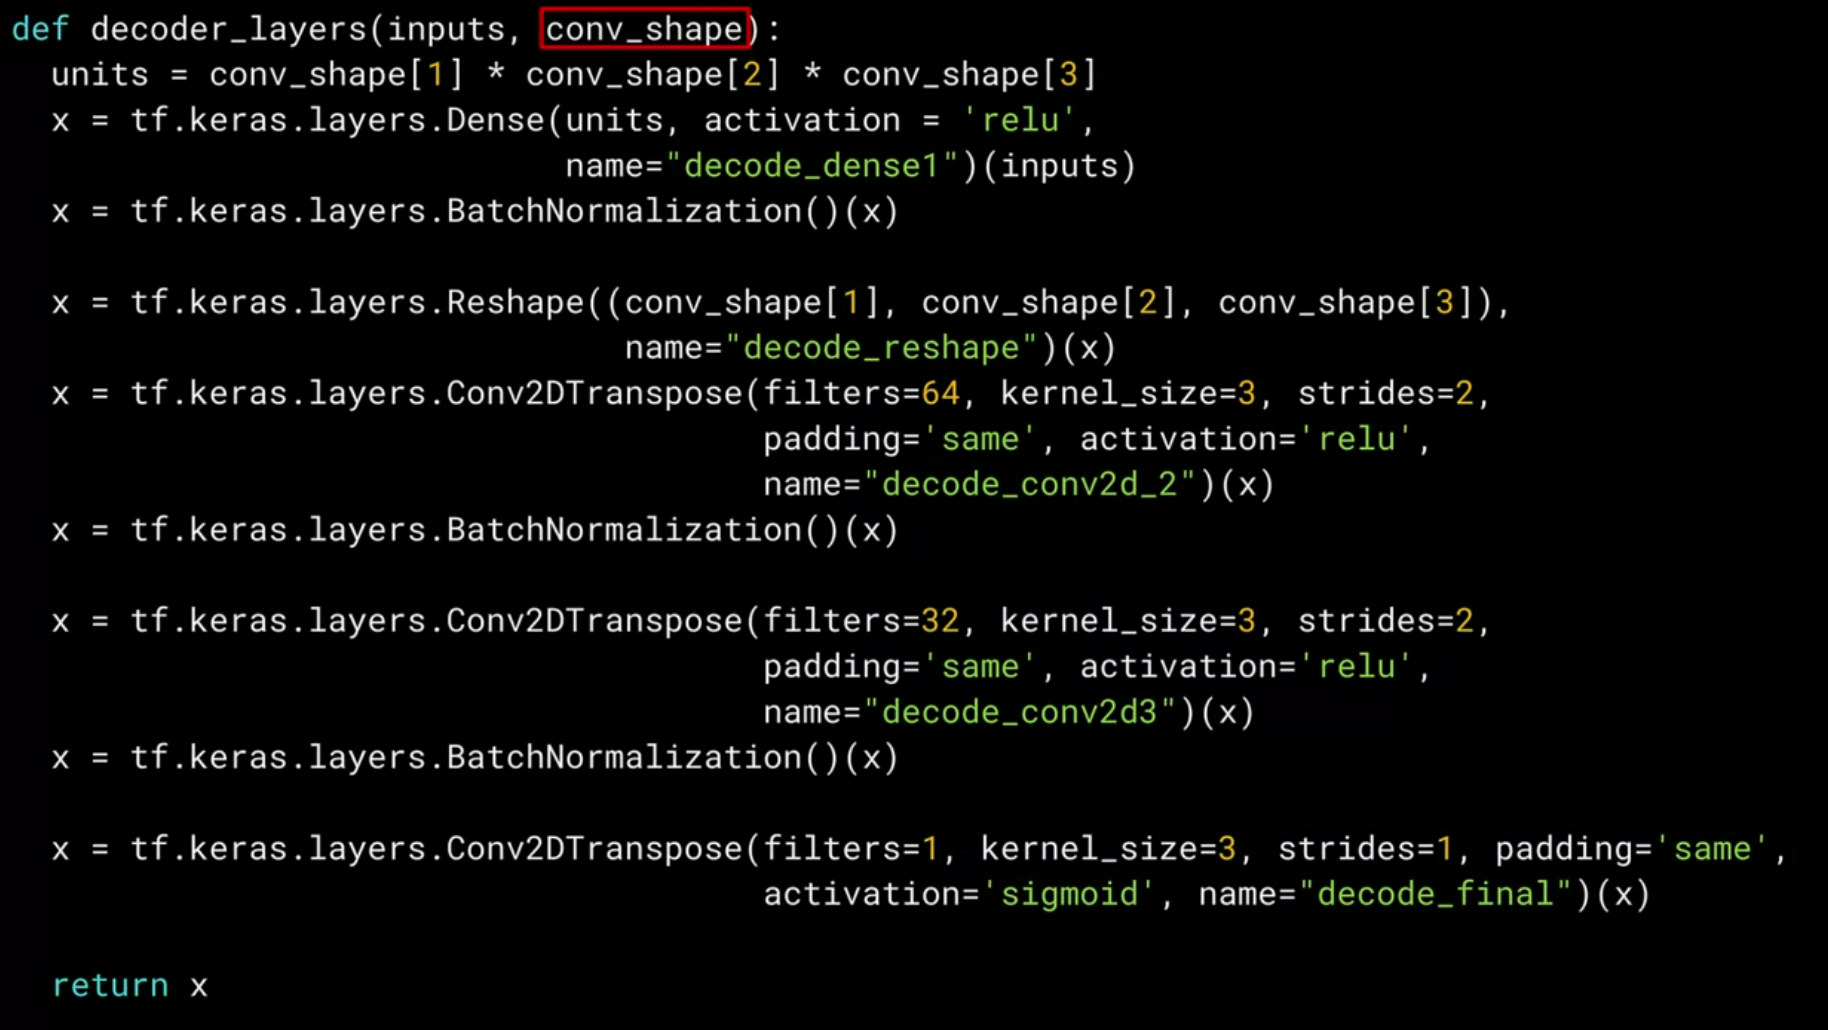 def decoder_layers(inputs, conv_shape):
  units = conv_shape[1] * conv_shape[2] * conv_shape[3]
  x = tf.keras.layers.Dense(units, activation = 'relu',
                            name="decode_dense1")(inputs)
  x = tf.keras.layers.BatchNormalization()(x)

  x = tf.keras.layers.Reshape((conv_shape[1], conv_shape[2], conv_shape[3]),
                               name="decode_reshape")(x)
  x = tf.keras.layers.Conv2DTranspose(filters=64, kernel_size=3, strides=2,
                                      padding='same', activation='relu',
                                      name="decode_conv2d_2")(x)
  x = tf.keras.layers.BatchNormalization()(x)

  x = tf.keras.layers.Conv2DTranspose(filters=32, kernel_size=3, strides=2,
                                      padding='same', activation='relu',
                                      name="decode_conv2d3")(x)
  x = tf.keras.layers.BatchNormalization()(x)

  x = tf.keras.layers.Conv2DTranspose(filters=1, kernel_size=3, strides=1, padding='same',
                                      activation='sigmoid', name="decode_final")(x)

  return x